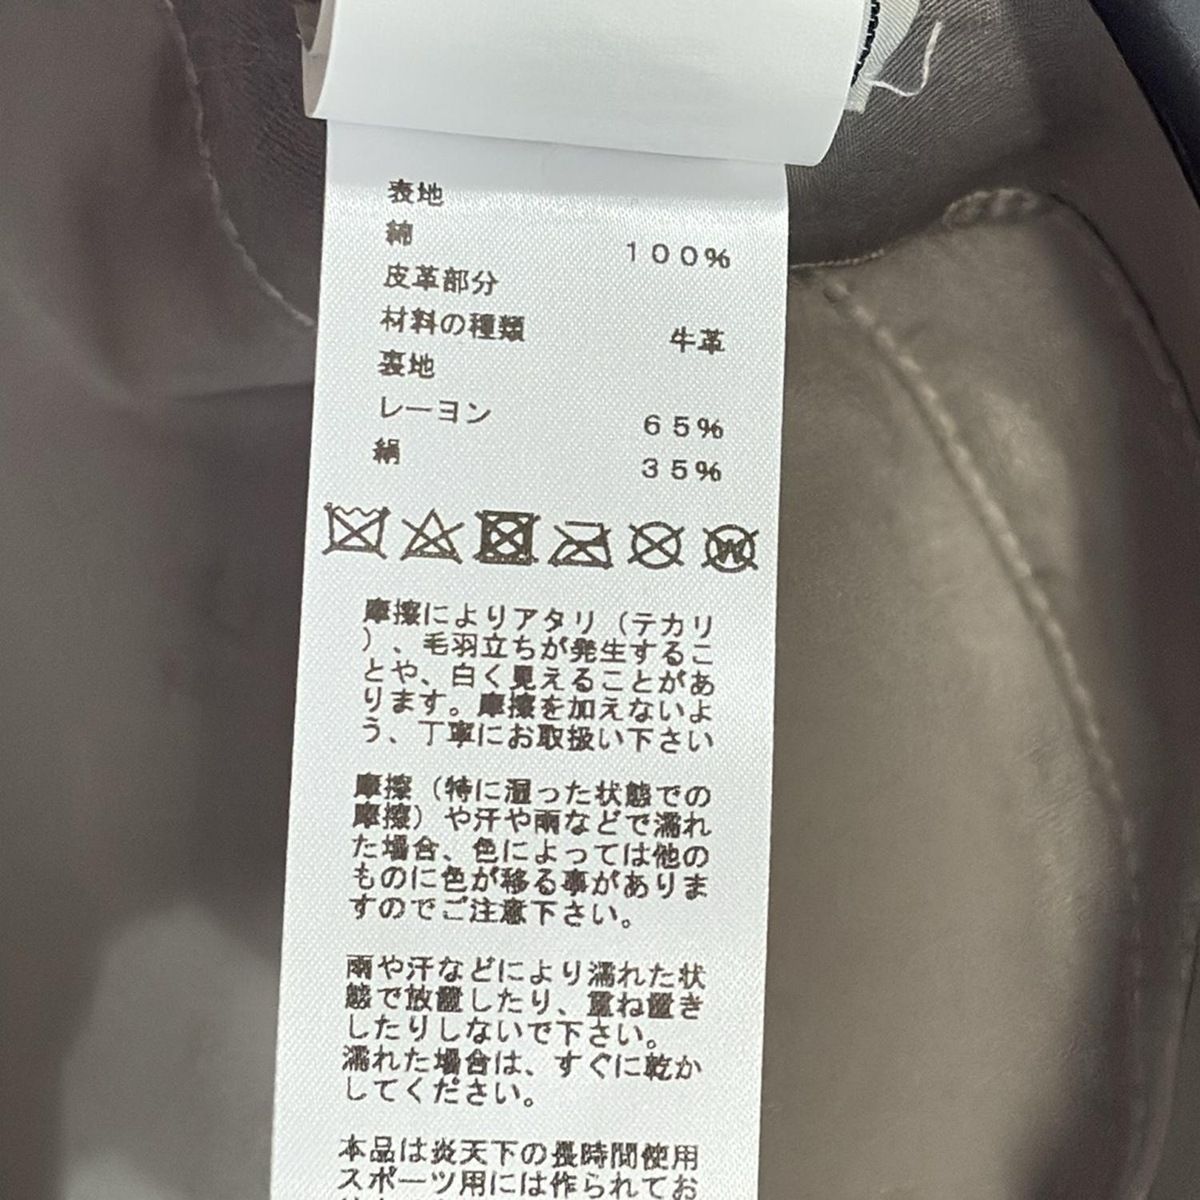 表地
綿 100%
皮革部分
材料の種類 牛革
裏地
レーヨン 65%
絹 35%
W
摩擦によりアタリ（テカリ
）、毛羽立ちが発生するこ
とや、白く見えることがあ
ります。摩擦を加えないよ
う、丁寧にお取扱い下さい
摩擦（特に湿った状態での
摩擦）や汗や雨などで濡れ
た場合、色によっては他の
ものに色が移る事がありま
すのでご注意下さい。
雨や汗などにより濡れた状
態で放置したり、重ね置き
したりしないで下さい。
濡れた場合は、すぐに乾か
してください。
本品は炎天下の長時間使用
スポーツ用には作られてお